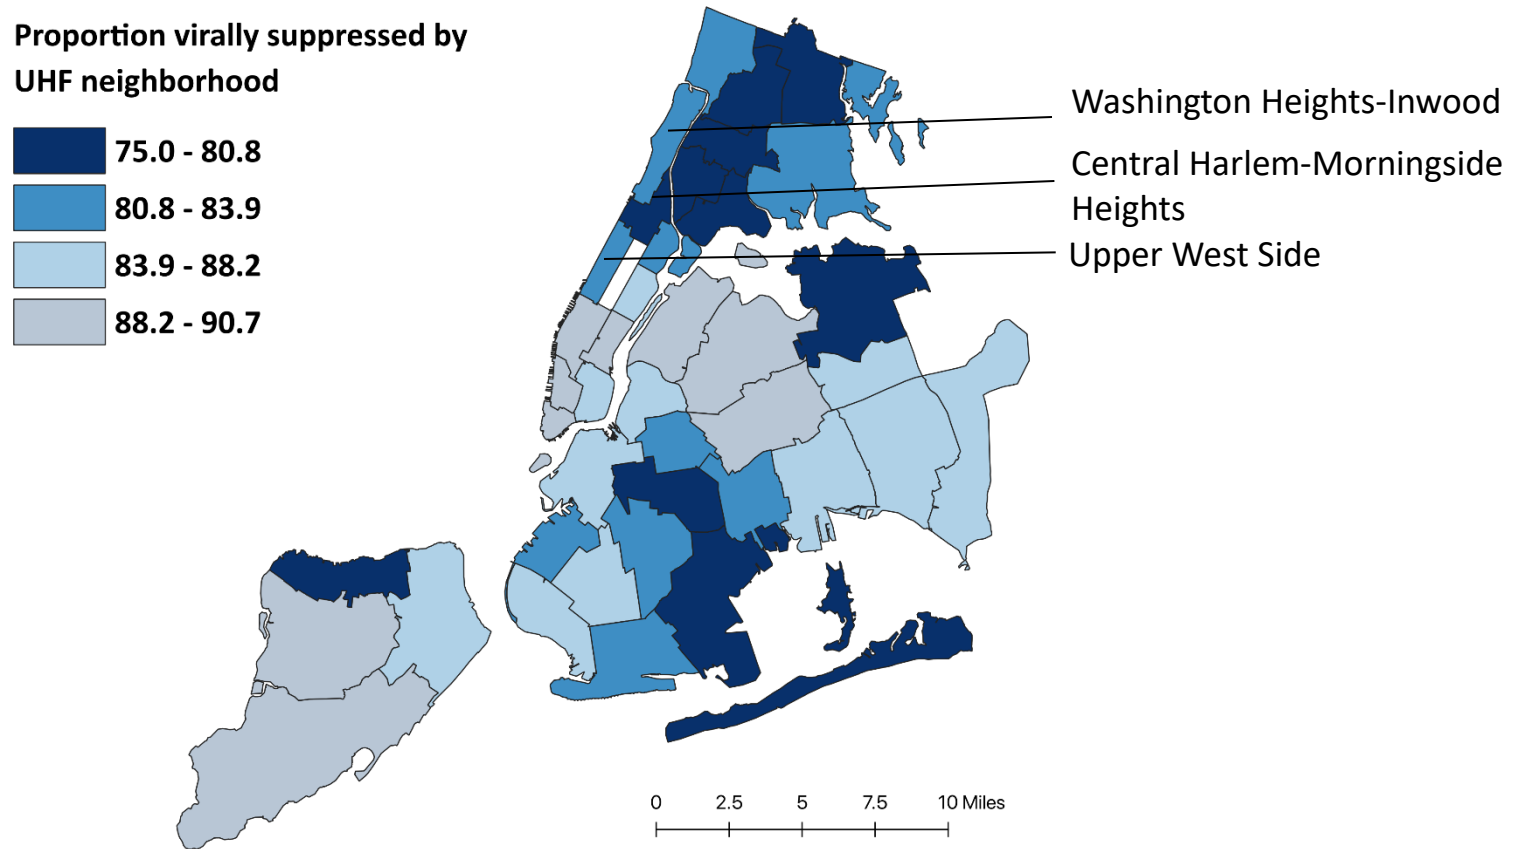 Proportion virally suppressed by
UHF neighborhood
75.0 - 80.8
80.8 - 83.9
83.9 - 88.2
88.2 - 90.7
Washington Heights-Inwood
Central Harlem-Morningside
Heights
Upper West Side
0 2.5 5 7.5 10 Miles